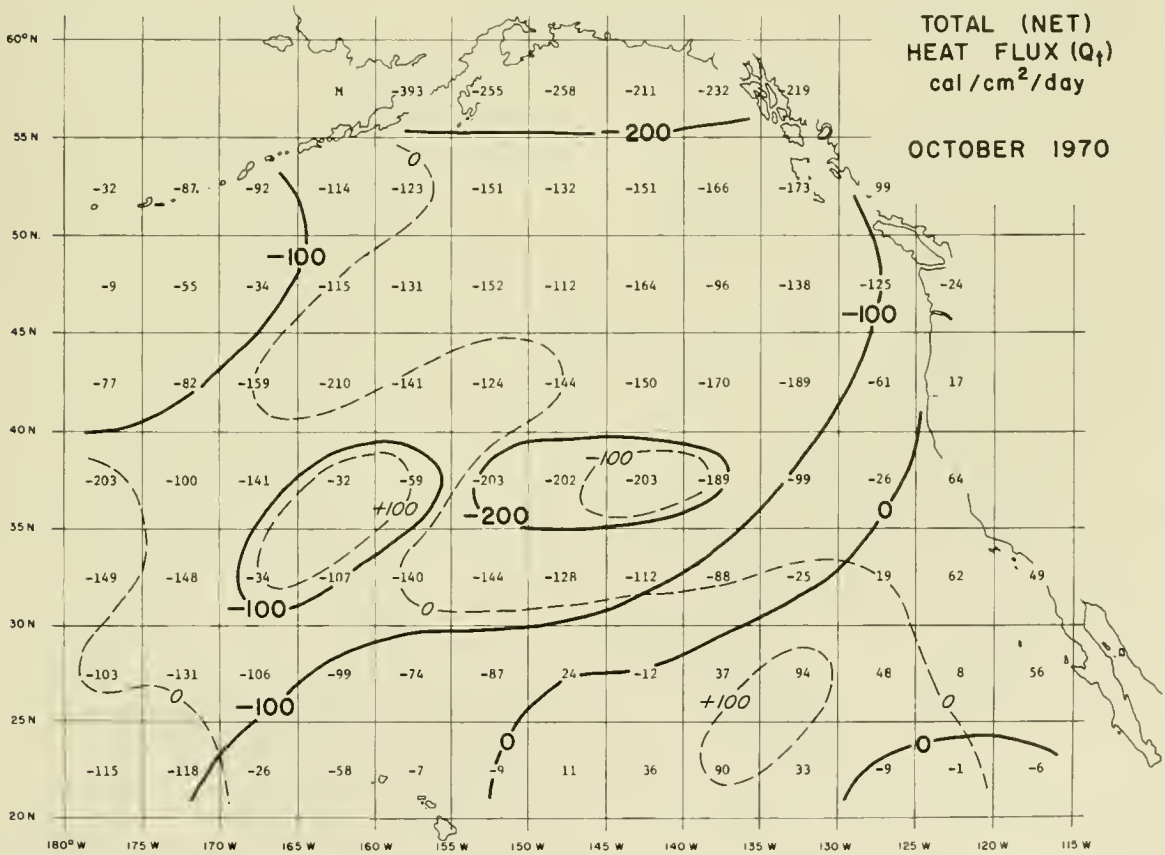 TOTAL (NET)
HEAT FLUX (Qt)
cal/cm²/day
OCTOBER 1970
60° N
M -393 -255 -258 -211 -232 -219
55 N
-200
0
-32 -87 -92 -114 -123 -151 -132 -151 -166 -173 99
50 N.
-100
-9 -55 -34 -115 -131 -152 -112 -164 -96 -138 -125 -24
-100
45 N
-77 -82 -159 -210 -141 -124 -144 -150 -170 -189 -61 17
40 N
-100
-203 -100 -141 -32 -59 -203 -202 -203 -189 -99 -26 64
+100
-200
0
35 N
-149 -148 -34 -107 -140 -144 -128 -112 -88 -25 19 62 49
-100
0
30 N
-103 -131 -106 -99 -74 -87 24 -12 37 94 48 8 56
0
-100
+100
0
25 N
0
0
-115 -118 -26 -58 -7 -9 11 36 90 33 -9 -1 -6
20 N
180° W 175 W 170 W 165 W 160 W 155 W 150 W 145 W 140 W 135 W 130 W 125 W 120 W 115 W